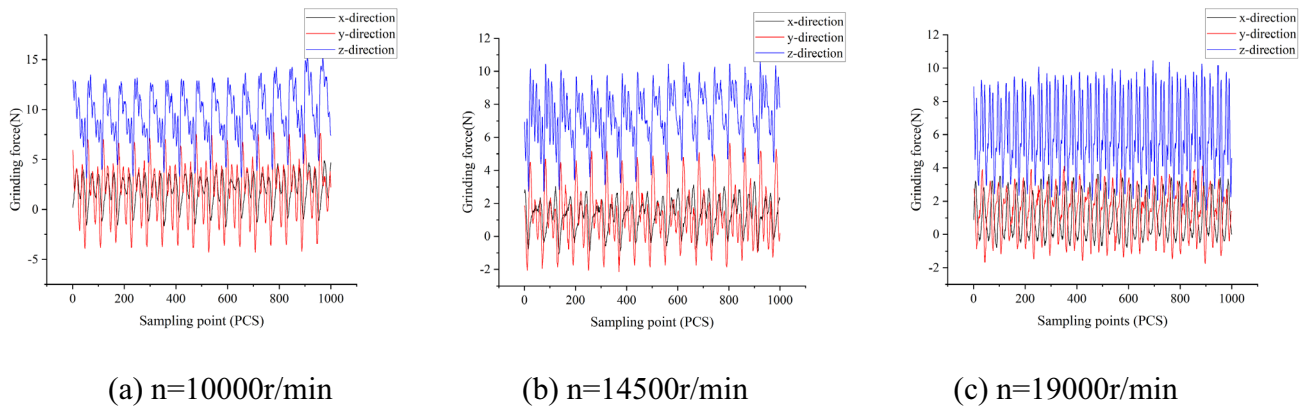 x-direction
y-direction
z-direction
15
10
5
0
-5
Grinding force(N)
0 200 400 600 800 1000
Sampling point (PCS)
(a) n=10000r/min
x-direction
y-direction
z-direction
12
10
8
6
4
2
0
-2
Grinding force(N)
0 200 400 600 800 1000
Sampling point (PCS)
(b) n=14500r/min
x-direction
y-direction
z-direction
12
10
8
6
4
2
0
-2
Grinding force(N)
0 200 400 600 800 1000
Sampling points (PCS)
(c) n=19000r/min